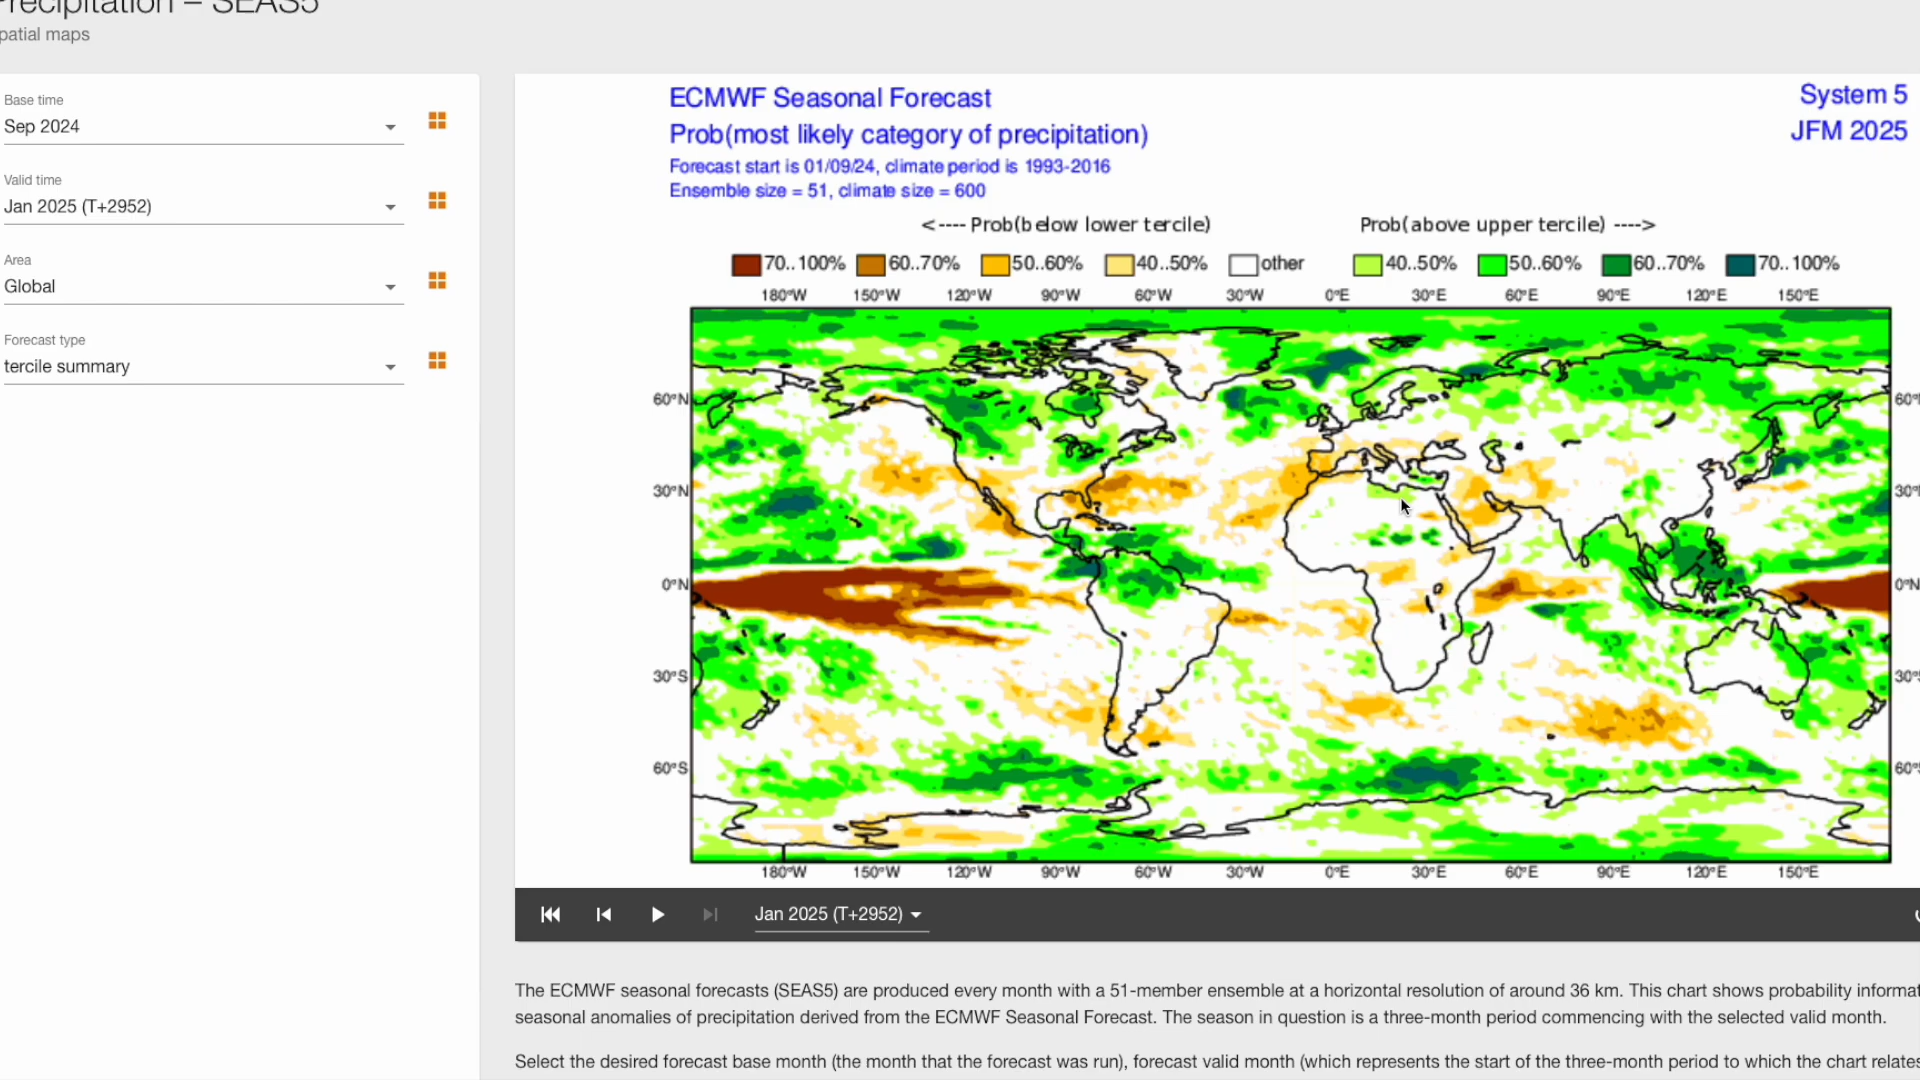 Precipitation – SEAS5
patial maps
Base time
Sep 2024
Valid time
Jan 2025 (T+2952)
Area
Global
Forecast type
tercile summary
ECMWF Seasonal Forecast
System 5
Prob(most likely category of precipitation)
JFM 2025
Forecast start is 01/09/24, climate period is 1993-2016
Ensemble size = 51, climate size = 600
<---- Prob(below lower tercile)
Prob(above upper tercile) ---->
70..100% 60..70% 50..60% 40..50% other 40..50% 50..60% 60..70% 70..100%
180°W 150°W 120°W 90°W 60°W 30°W 0°E 30°E 60°E 90°E 120°E 150°E
60°N 60°
30°N 30°
0°N 0°N
30°S 30°
60°S 60°
180°W 150°W 120°W 90°W 60°W 30°W 0°E 30°E 60°E 90°E 120°E 150°E
Jan 2025 (T+2952)
The ECMWF seasonal forecasts (SEAS5) are produced every month with a 51-member ensemble at a horizontal resolution of around 36 km. This chart shows probability informat
seasonal anomalies of precipitation derived from the ECMWF Seasonal Forecast. The season in question is a three-month period commencing with the selected valid month.
Select the desired forecast base month (the month that the forecast was run), forecast valid month (which represents the start of the three-month period to which the chart relates